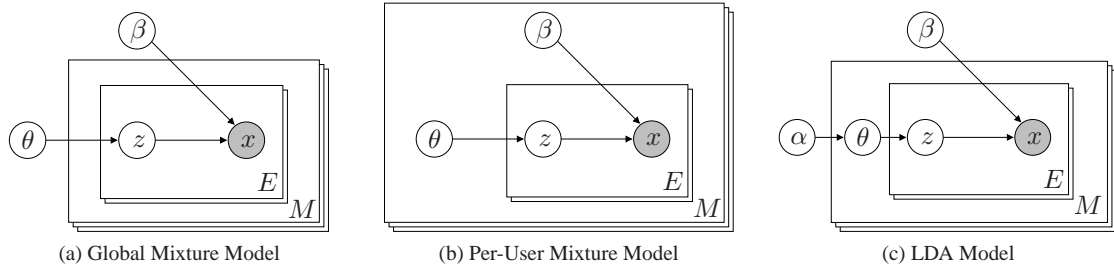 β
θ
z
x
E
M
(a) Global Mixture Model
β
θ
z
x
E
M
(b) Per-User Mixture Model
β
α
θ
z
x
E
M
(c) LDA Model